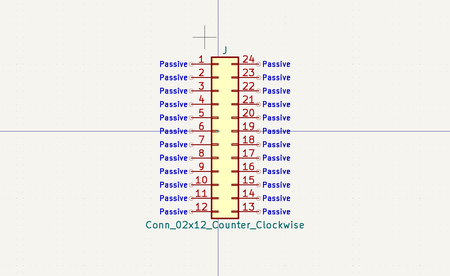 J
Passive 1 24 Passive
Passive 2 23 Passive
Passive 3 22 Passive
Passive 4 21 Passive
Passive 5 20 Passive
Passive 6 19 Passive
Passive 7 18 Passive
Passive 8 17 Passive
Passive 9 16 Passive
Passive 10 15 Passive
Passive 11 14 Passive
Passive 12 13 Passive
Conn_02x12_Counter_Clockwise